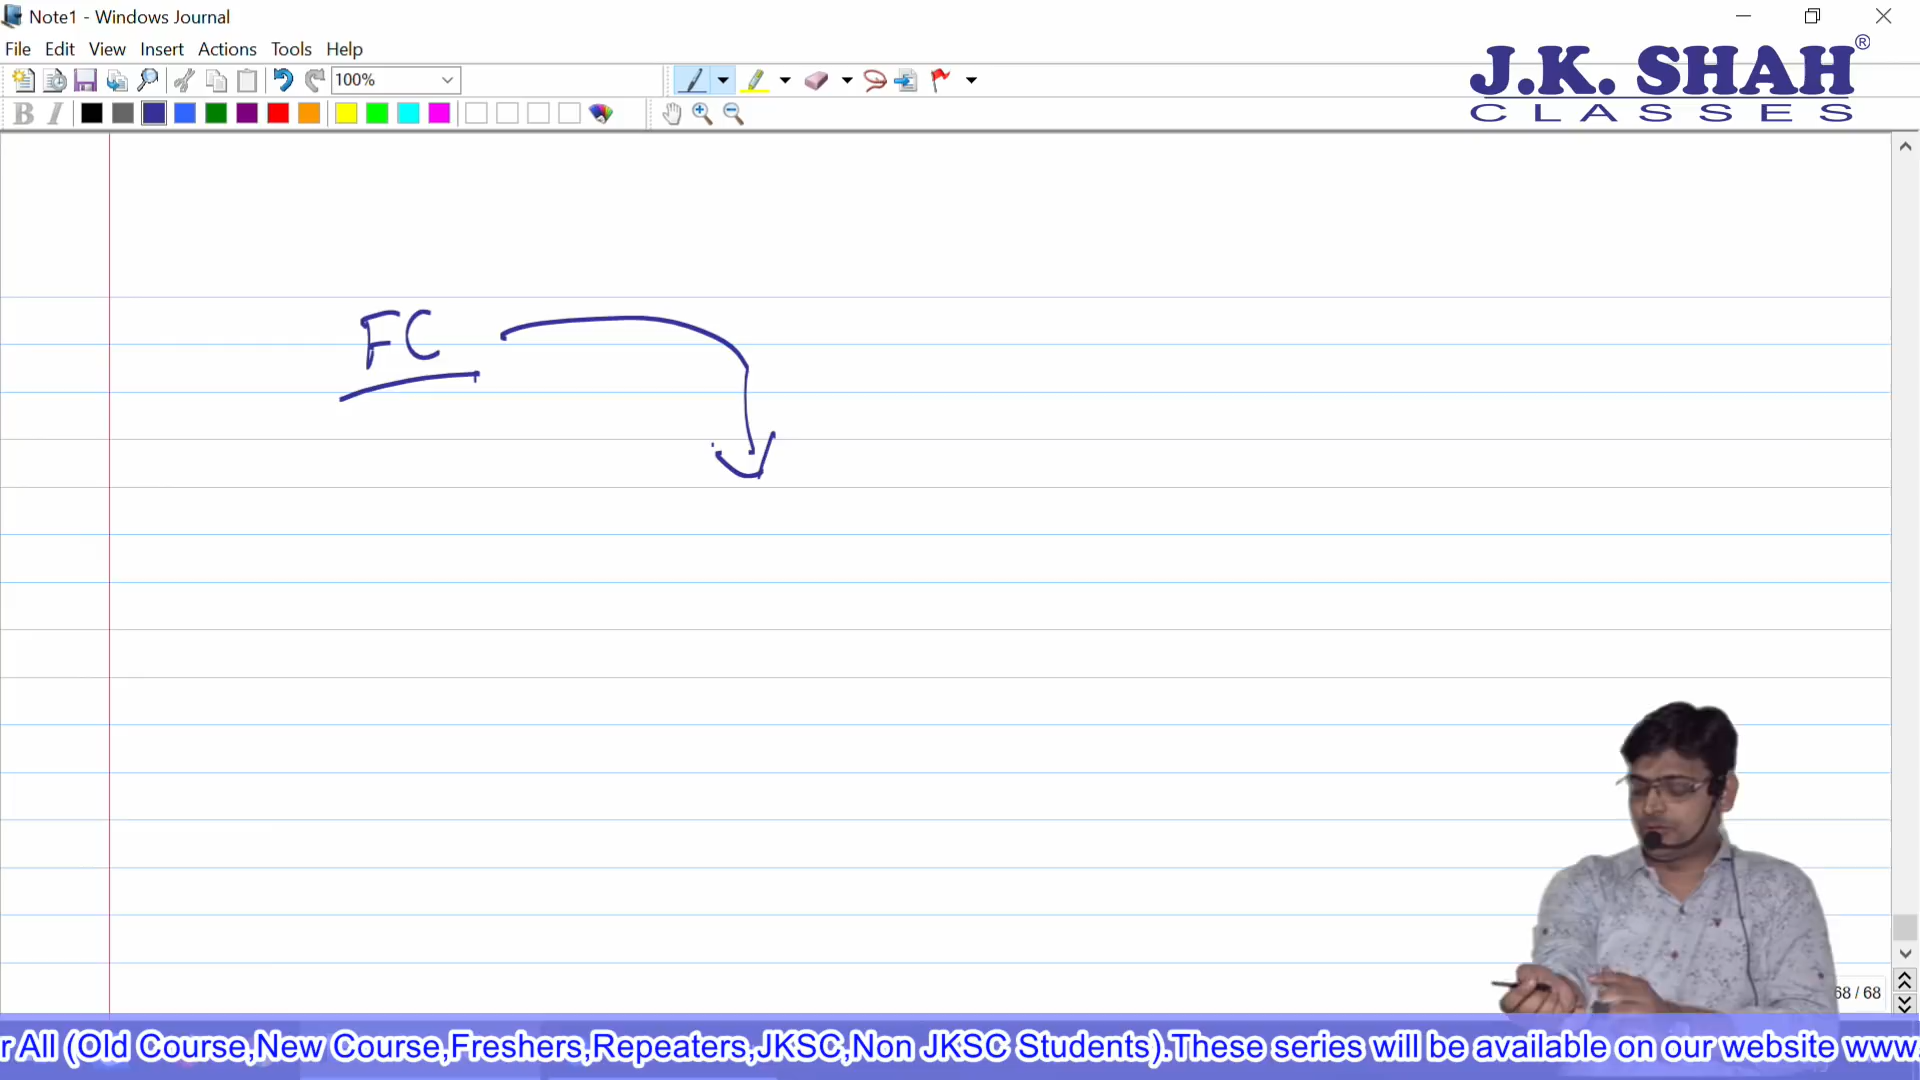 Note1 - Windows Journal
File Edit View Insert Actions Tools Help
100%
B I
J.K. SHAH®
CLASSES
FC
68 / 68
r All (Old Course,New Course,Freshers,Repeaters,JKSC,Non JKSC Students).These series will be available on our website www.